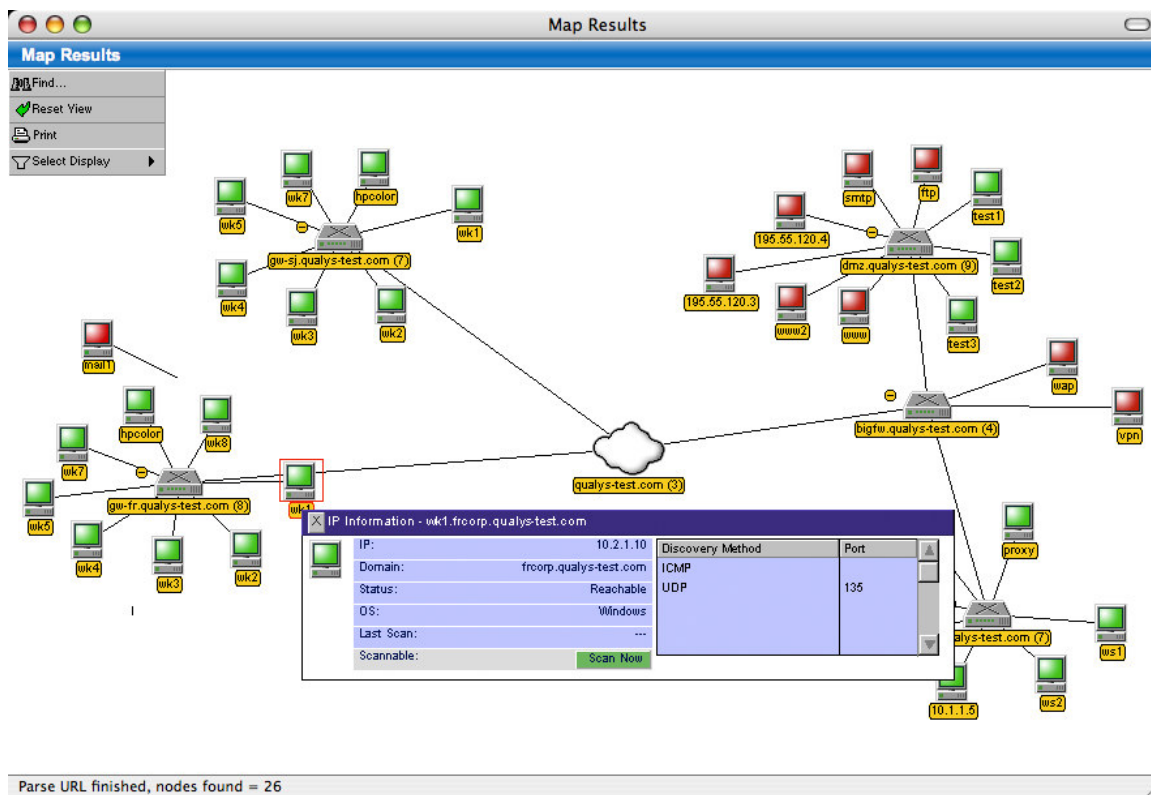 Map Results
Map Results
Find...
Reset View
Print
Select Display
wk7
hpcolor
wk5
wk1
gw-sj.qualys-test.com (7)
wk4
wk3
wk2
smtp
ftp
test1
195.55.120.4
dmz.qualys-test.com (9)
test2
195.55.120.3
www2
www
test3
mail1
wap
hpcolor
wk8
bigfw.qualys-test.com (4)
vpn
wk7
qualys-test.com (3)
gw-fr.qualys-test.com (8)
wk1
wk5
wk4
wk3
wk2
IP Information - wk1.frcorp.qualys-test.com
IP: 10.2.1.10
Domain: frcorp.qualys-test.com
Status: Reachable
OS: Windows
Last Scan: ---
Scannable: Scan Now
Discovery Method Port
ICMP
UDP 135
proxy
alys-test.com (7)
ws1
10.1.1.5
ws2
Parse URL finished, nodes found = 26